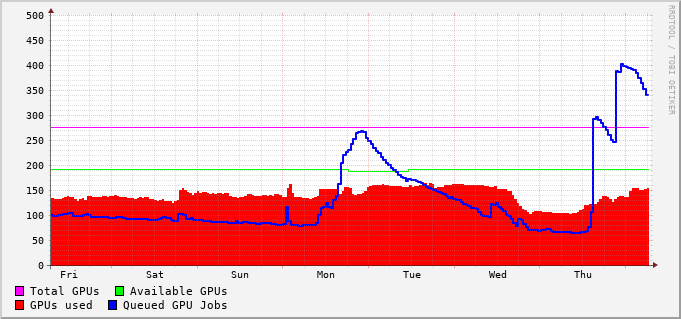 500
450
400
350
300
250
200
150
100
50
0
Fri Sat Sun Mon Tue Wed Thu
Total GPUs Available GPUs
GPUs used Queued GPU Jobs
RRDTOOL / TOBI OETIKER